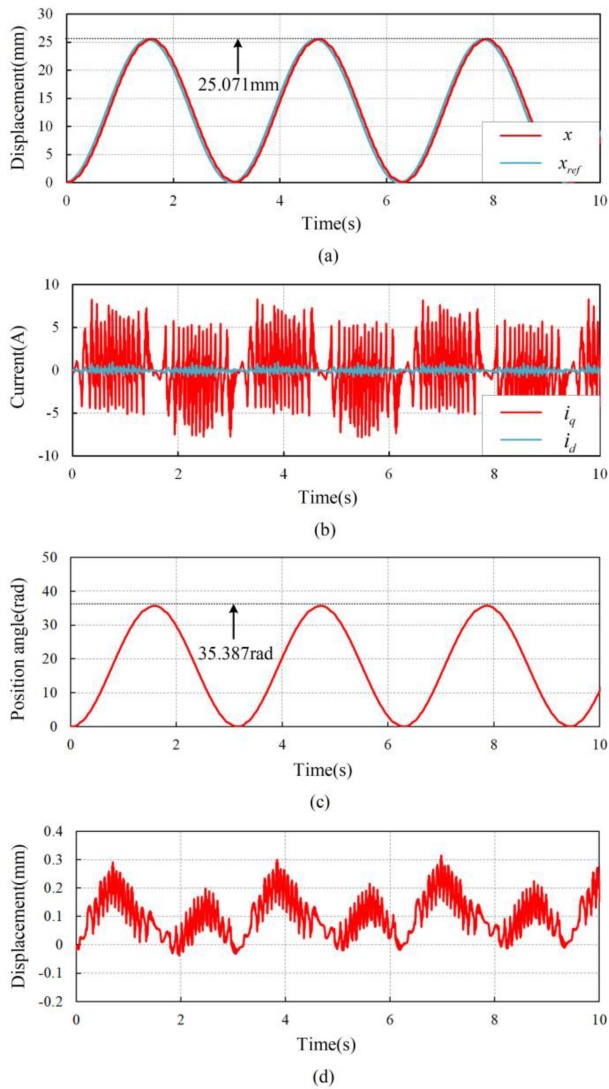 30
25
20
15
10
5
0
Displacement(mm)
25.071mm
x
x_ref
0 2 4 6 8 10
Time(s)
(a)
10
5
0
-5
-10
Current(A)
i_q
i_d
0 2 4 6 8 10
Time(s)
(b)
50
40
30
20
10
0
Position angle(rad)
35.387rad
0 2 4 6 8 10
Time(s)
(c)
0.4
0.3
0.2
0.1
0
-0.1
-0.2
Displacement(mm)
0 2 4 6 8 10
Time(s)
(d)